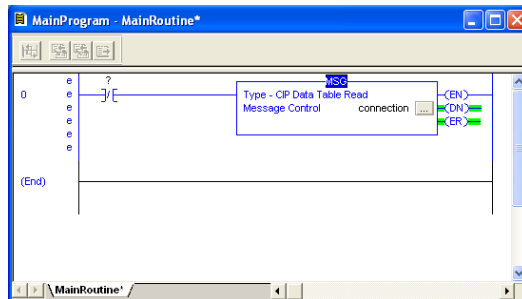 MainProgram - MainRoutine*
e ? MSG
0 e Type - CIP Data Table Read (EN)
e Message Control connection ... (DN)
e (ER)
e
e
(End)
MainRoutine*